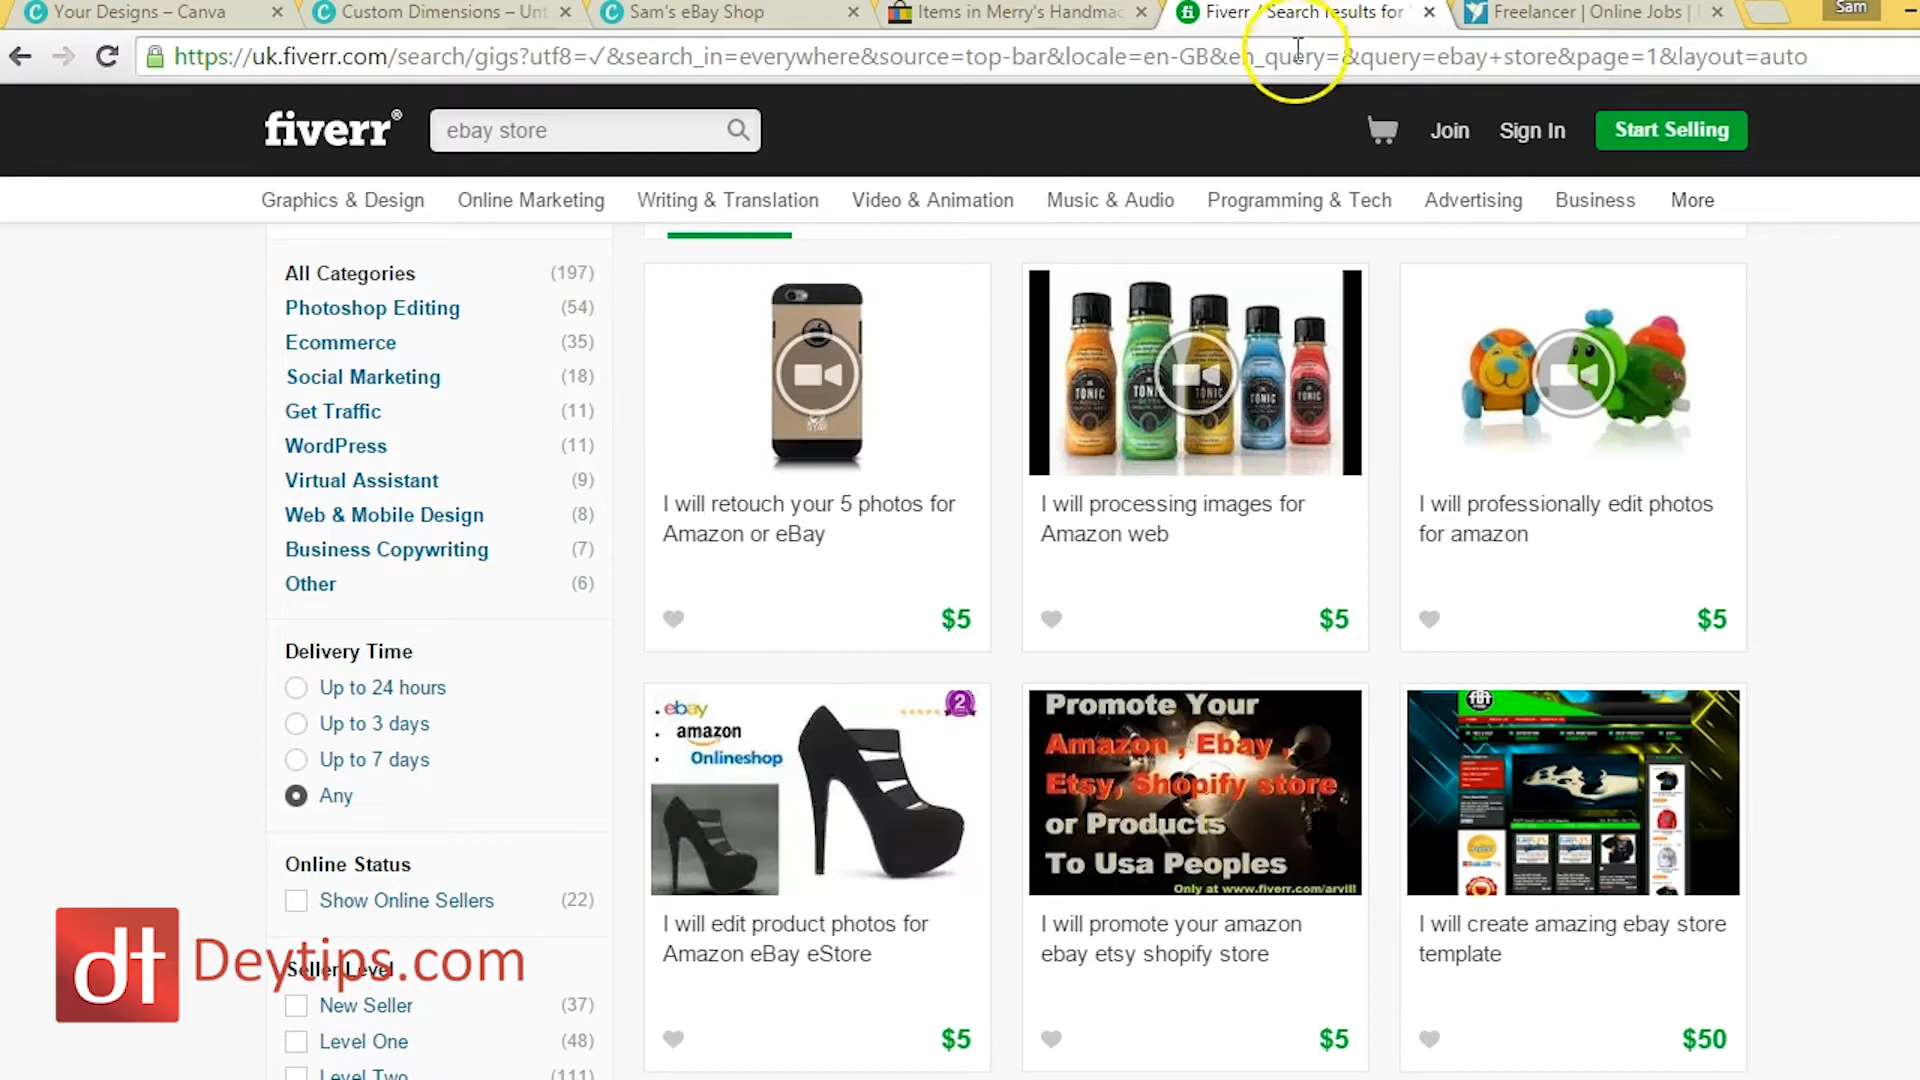 Your Designs – Canva
Custom Dimensions – Unt
Sam's eBay Shop
Items in Merry's Handmac
Fiverr / Search results for '
Freelancer | Online Jobs |
Sam
https://uk.fiverr.com/search/gigs?utf8=✓&search_in=everywhere&source=top-bar&locale=en-GB&en_query=&query=ebay+store&page=1&layout=auto
fiverr®
ebay store
Join
Sign In
Start Selling
Graphics & Design
Online Marketing
Writing & Translation
Video & Animation
Music & Audio
Programming & Tech
Advertising
Business
More
All Categories (197)
Photoshop Editing (54)
Ecommerce (35)
Social Marketing (18)
Get Traffic (11)
WordPress (11)
Virtual Assistant (9)
Web & Mobile Design (8)
Business Copywriting (7)
Other (6)
Delivery Time
Up to 24 hours
Up to 3 days
Up to 7 days
Any
Online Status
Show Online Sellers (22)
Seller Level
New Seller (37)
Level One (48)
Level Two (111)
dt Deytips.com
I will retouch your 5 photos for
Amazon or eBay
$5
TONIC
TONIC
TONIC
TONIC
I will processing images for
Amazon web
$5
I will professionally edit photos
for amazon
$5
ebay
amazon
Onlineshop
2
I will edit product photos for
Amazon eBay eStore
$5
Promote Your
Amazon , Ebay ,
Etsy, Shopify store
or Products
To Usa Peoples
Only at www.fiverr.com/arvill
I will promote your amazon
ebay etsy shopify store
$5
I will create amazing ebay store
template
$50